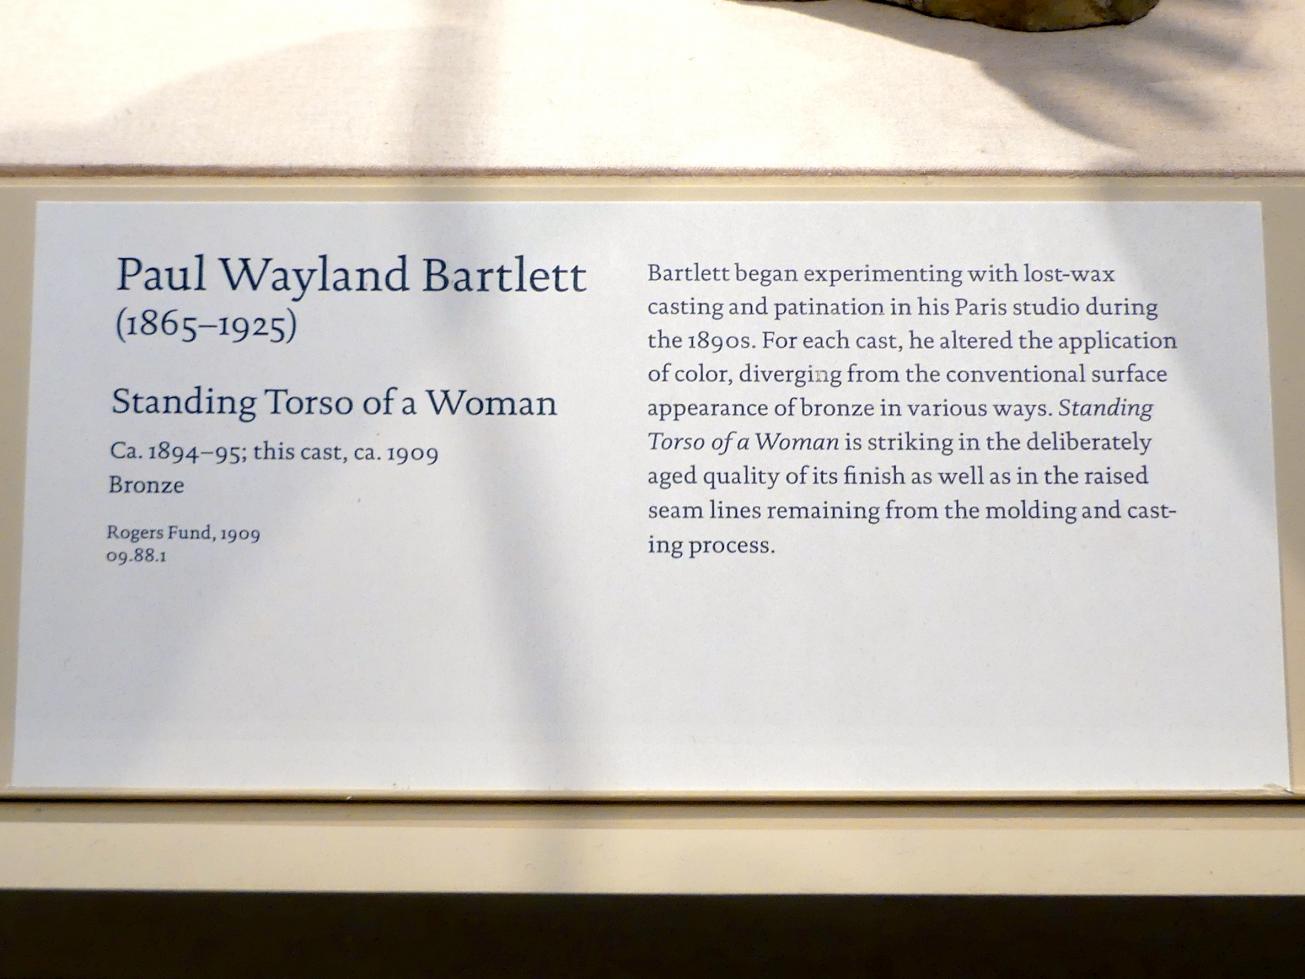 Paul Wayland Bartlett
(1865–1925)
Standing Torso of a Woman
Ca. 1894–95; this cast, ca. 1909
Bronze
Rogers Fund, 1909
09.88.1
Bartlett began experimenting with lost-wax
casting and patination in his Paris studio during
the 1890s. For each cast, he altered the application
of color, diverging from the conventional surface
appearance of bronze in various ways. Standing
Torso of a Woman is striking in the deliberately
aged quality of its finish as well as in the raised
seam lines remaining from the molding and cast-
ing process.